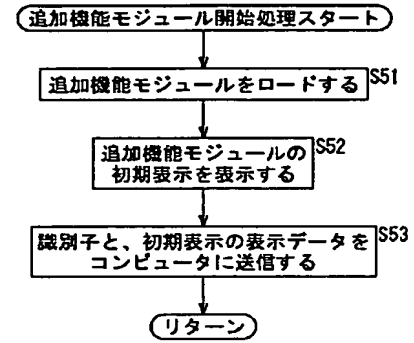 追加機能モジュール開始処理スタート
追加機能モジュールをロードする
S51
追加機能モジュールの
初期表示を表示する
S52
識別子と、初期表示の表示データを
コンピュータに送信する
S53
リターン